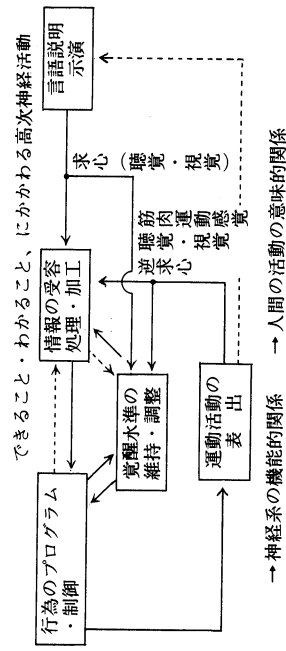 できること・わかること、にかかわる高次神経活動
言語説明
示演
求心(聴覚・視覚)
筋肉運動感覚
聴覚・視覚
逆求心
情報の受容
処理・加工
覚醒水準の
維持・調整
行為のプログラム
・制御
運動活動の
表出
→神経系の機能的関係
→人間の活動の意味的関係